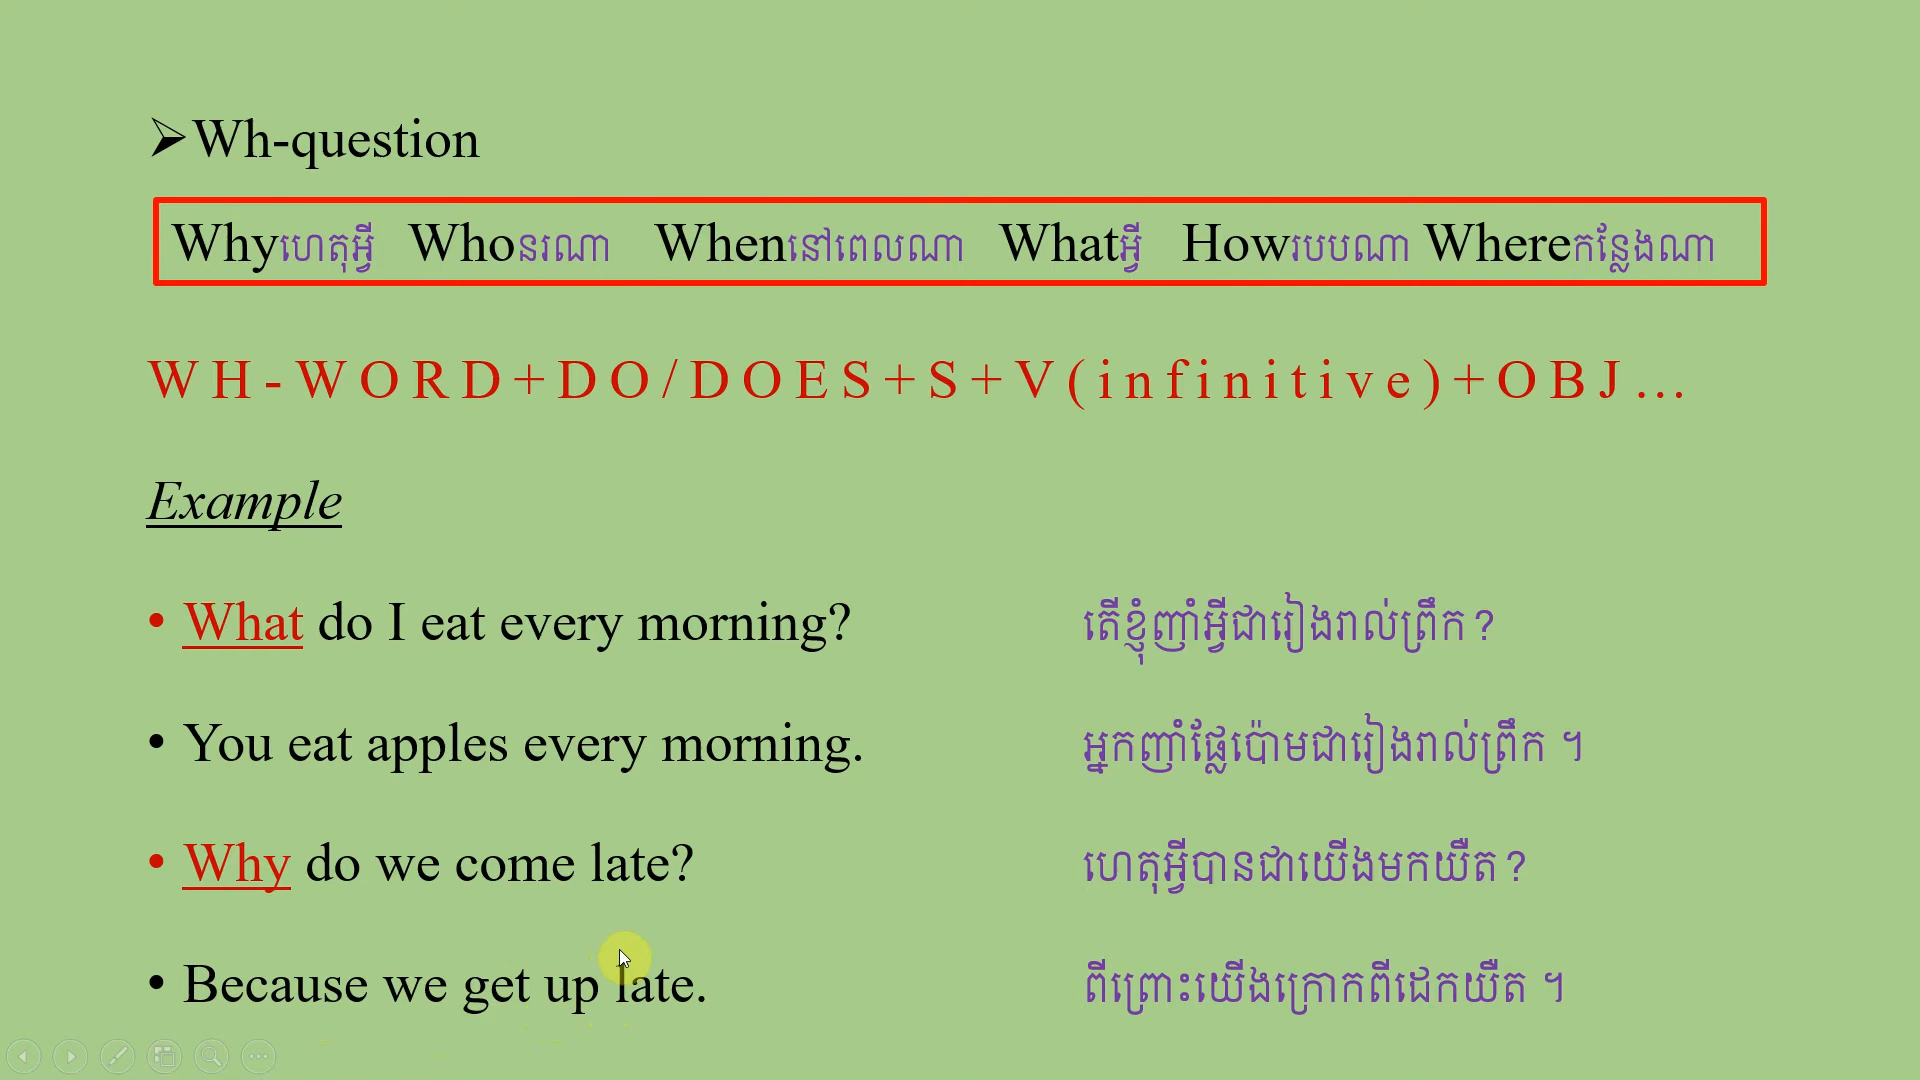 ➢Wh-question
Whyហេតុអ្វី Whoនរណា Whenនៅពេលណា Whatអ្វី Howរបបណា Whereកន្លែងណា
WH-WORD+DO/DOES+S+V(infinitive)+OBJ…
Example
• What do I eat every morning? តើខ្ញុំញាំអ្វីជារៀងរាល់ព្រឹក?
• You eat apples every morning. អ្នកញាំផ្លែប៉ោមជារៀងរាល់ព្រឹក ។
• Why do we come late? ហេតុអ្វីបានជាយើងមកយឺត?
• Because we get up late. ពីព្រោះយើងក្រោកពីដេកយឺត ។